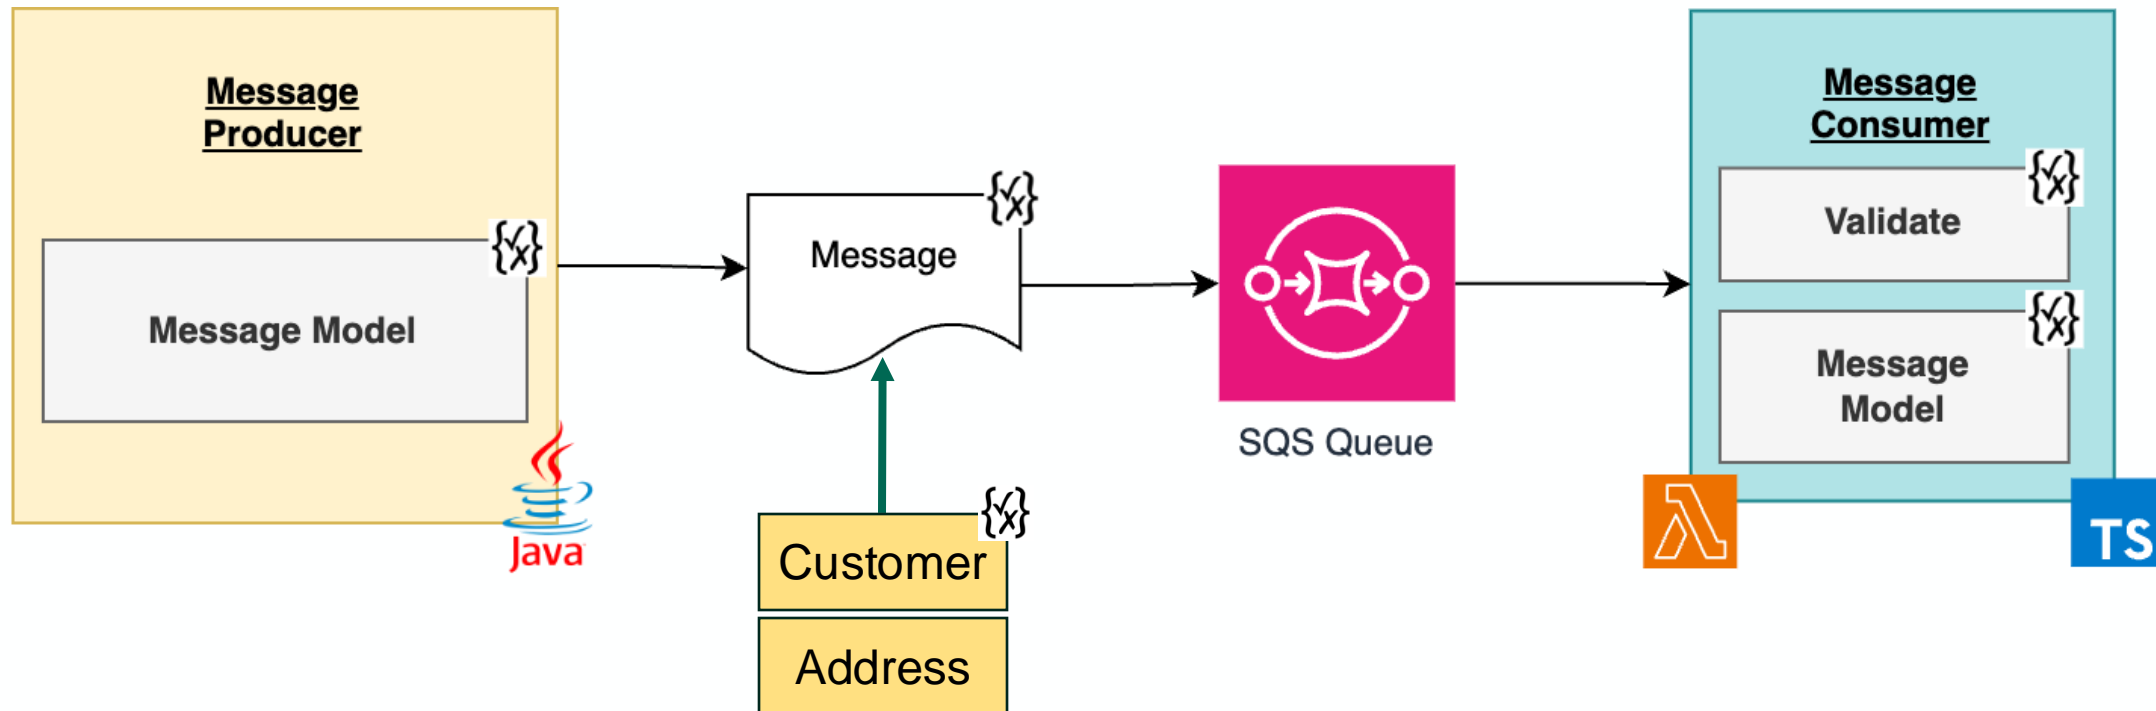 Message
Producer
Message Model
Java
Message
Customer
Address
SQS Queue
Message
Consumer
Validate
Message
Model
TS